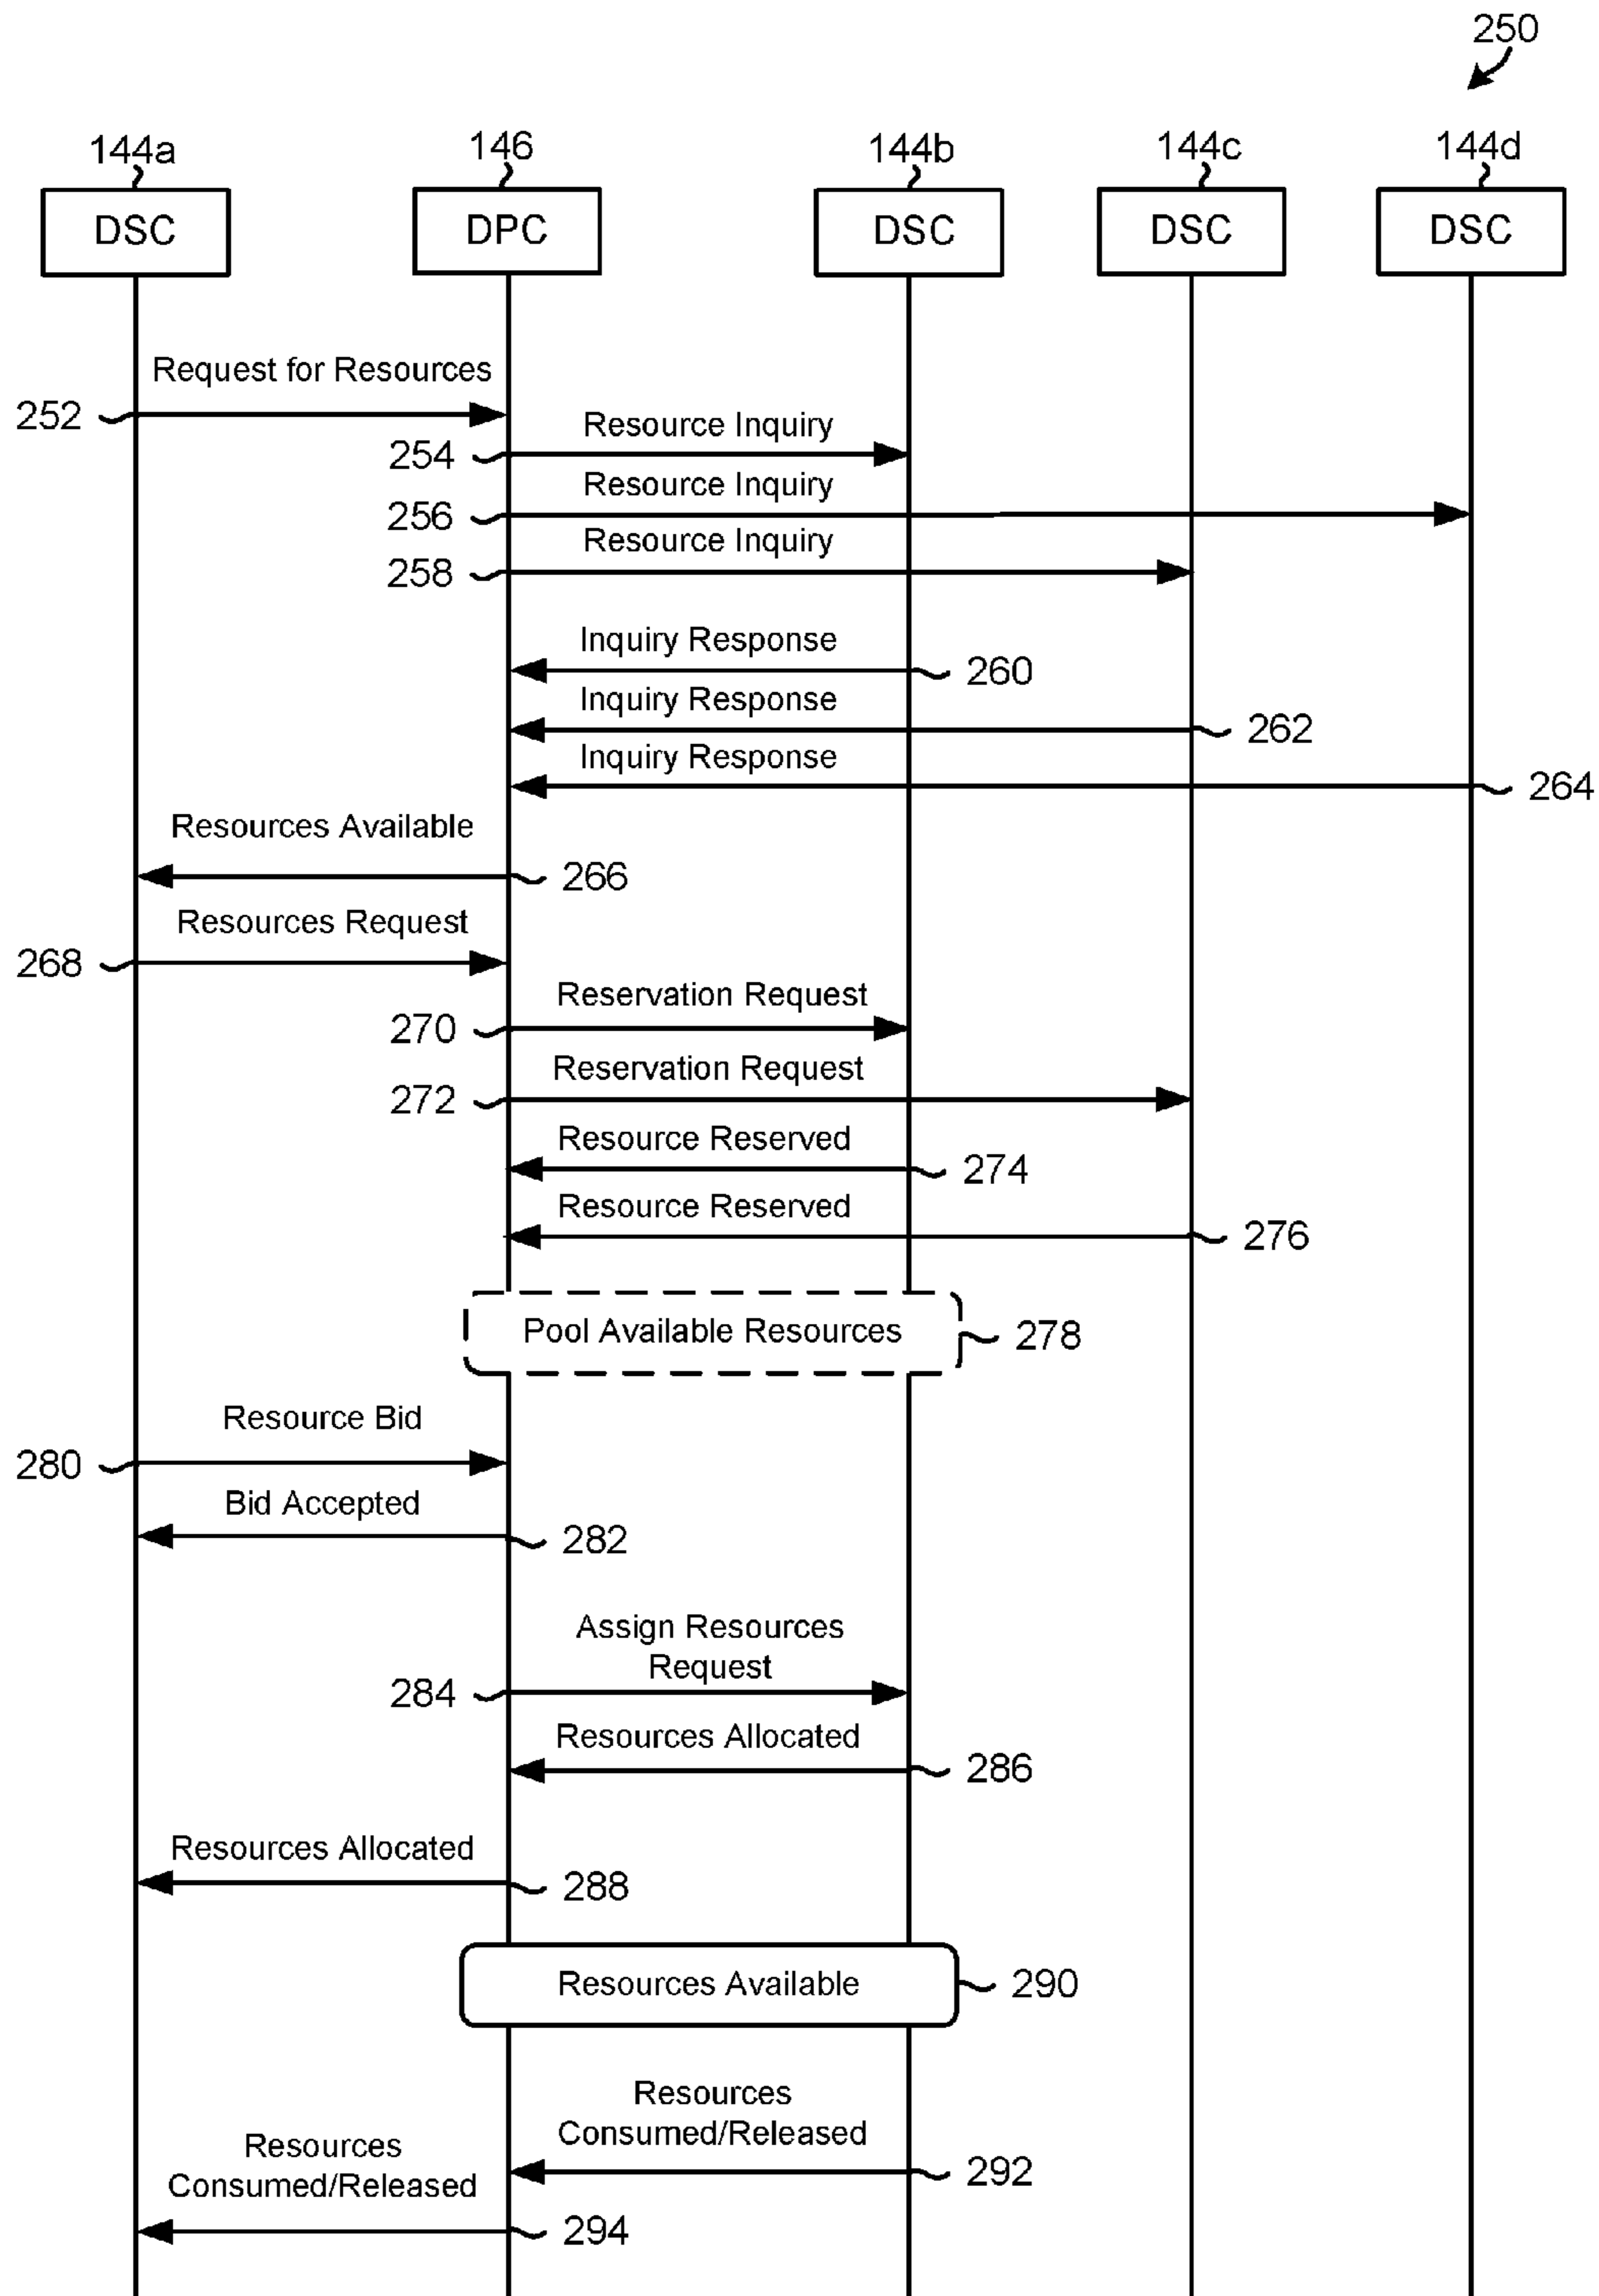 250
144a 146 144b 144c 144d
DSC DPC DSC DSC DSC
Request for Resources
252
Resource Inquiry
254
Resource Inquiry
256
Resource Inquiry
258
Inquiry Response
260
Inquiry Response
262
Inquiry Response
264
Resources Available
266
Resources Request
268
Reservation Request
270
Reservation Request
272
Resource Reserved
274
Resource Reserved
276
Pool Available Resources 278
Resource Bid
280
Bid Accepted
282
Assign Resources
Request
284
Resources Allocated
286
Resources Allocated
288
Resources Available 290
Resources
Consumed/Released
292
Resources
Consumed/Released
294